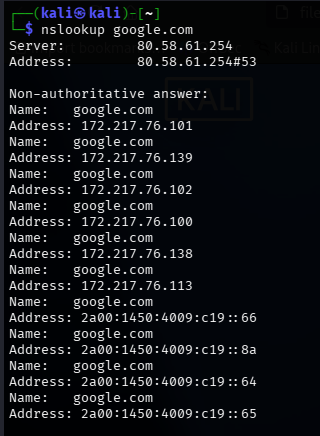 ┌──(kali㉿kali)-[~]
└─$ nslookup google.com
Server:         80.58.61.254
Address:        80.58.61.254#53

Non-authoritative answer:
Name:   google.com
Address: 172.217.76.101
Name:   google.com
Address: 172.217.76.139
Name:   google.com
Address: 172.217.76.102
Name:   google.com
Address: 172.217.76.100
Name:   google.com
Address: 172.217.76.138
Name:   google.com
Address: 172.217.76.113
Name:   google.com
Address: 2a00:1450:4009:c19::66
Name:   google.com
Address: 2a00:1450:4009:c19::8a
Name:   google.com
Address: 2a00:1450:4009:c19::64
Name:   google.com
Address: 2a00:1450:4009:c19::65
KALI